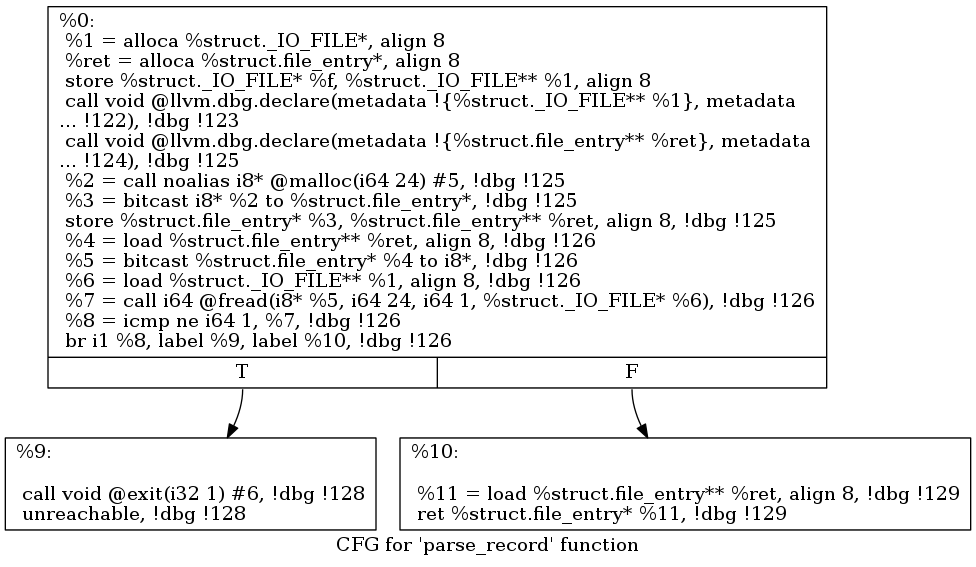 %0:
%1 = alloca %struct._IO_FILE*, align 8
%ret = alloca %struct.file_entry*, align 8
store %struct._IO_FILE* %f, %struct._IO_FILE** %1, align 8
call void @llvm.dbg.declare(metadata !{%struct._IO_FILE** %1}, metadata
... !122), !dbg !123
call void @llvm.dbg.declare(metadata !{%struct.file_entry** %ret}, metadata
... !124), !dbg !125
%2 = call noalias i8* @malloc(i64 24) #5, !dbg !125
%3 = bitcast i8* %2 to %struct.file_entry*, !dbg !125
store %struct.file_entry* %3, %struct.file_entry** %ret, align 8, !dbg !125
%4 = load %struct.file_entry** %ret, align 8, !dbg !126
%5 = bitcast %struct.file_entry* %4 to i8*, !dbg !126
%6 = load %struct._IO_FILE** %1, align 8, !dbg !126
%7 = call i64 @fread(i8* %5, i64 24, i64 1, %struct._IO_FILE* %6), !dbg !126
%8 = icmp ne i64 1, %7, !dbg !126
br i1 %8, label %9, label %10, !dbg !126
T
F
%9:
call void @exit(i32 1) #6, !dbg !128
unreachable, !dbg !128
%10:
%11 = load %struct.file_entry** %ret, align 8, !dbg !129
ret %struct.file_entry* %11, !dbg !129
CFG for 'parse_record' function